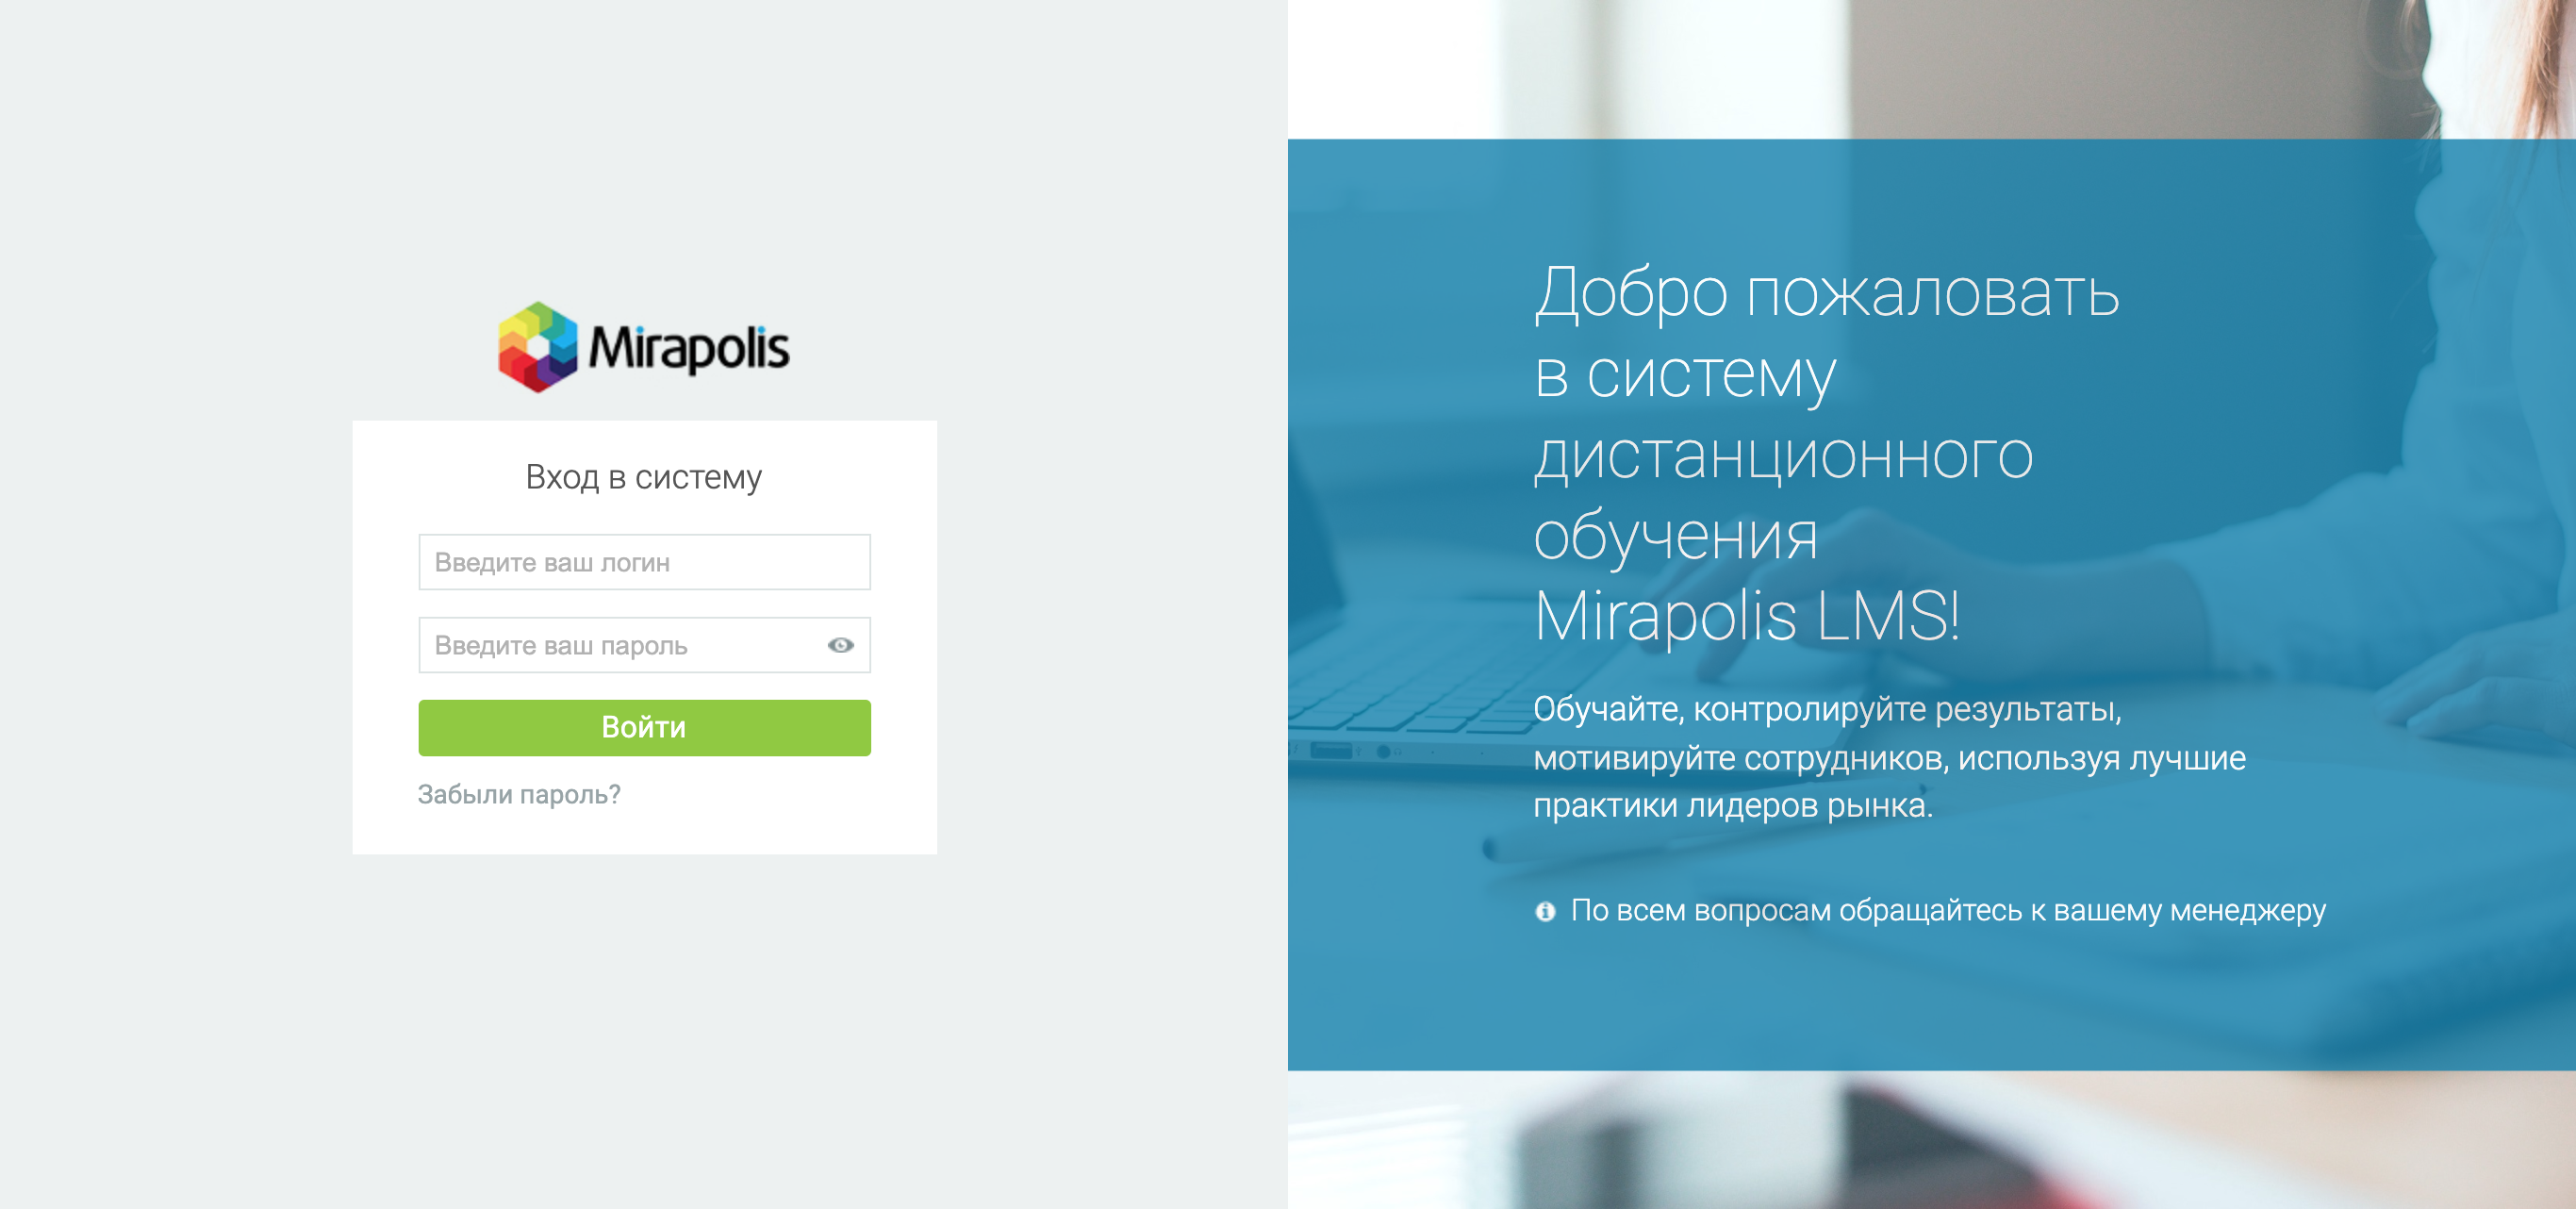 Mirapolis
Вход в систему
Введите ваш логин
Введите ваш пароль
Войти
Забыли пароль?
Добро пожаловать
в систему
дистанционного
обучения
Mirapolis LMS!
Обучайте, контролируйте результаты,
мотивируйте сотрудников, используя лучшие
практики лидеров рынка.
По всем вопросам обращайтесь к вашему менеджеру